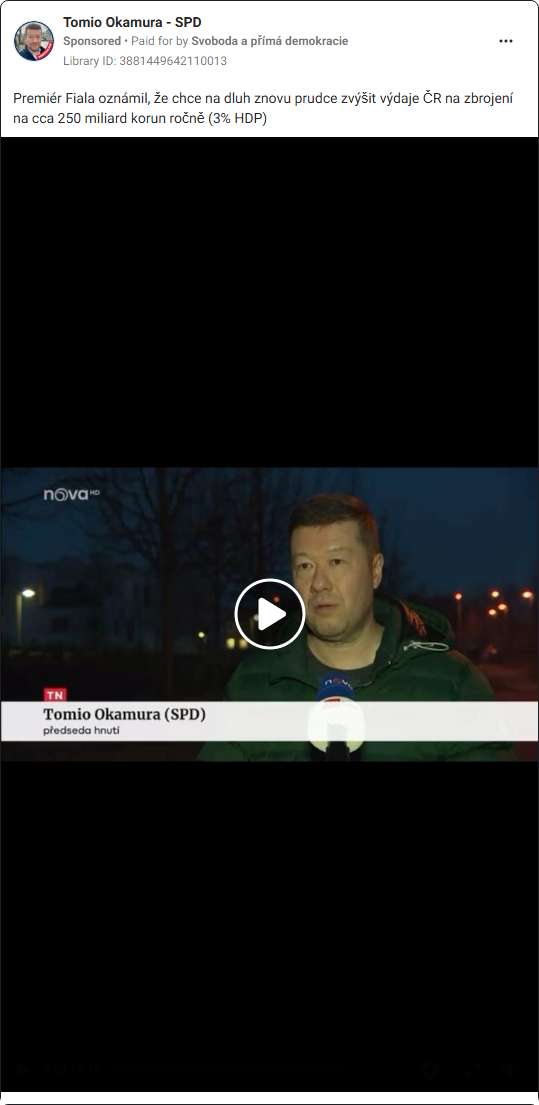 Tomio Okamura - SPD
Sponsored • Paid for by Svoboda a přímá demokracie
Library ID: 3881449642110013
Premiér Fiala oznámil, že chce na dluh znovu prudce zvýšit výdaje ČR na zbrojení
na cca 250 miliard korun ročně (3% HDP)
nova HD
nova
TN
Tomio Okamura (SPD)
předseda hnutí